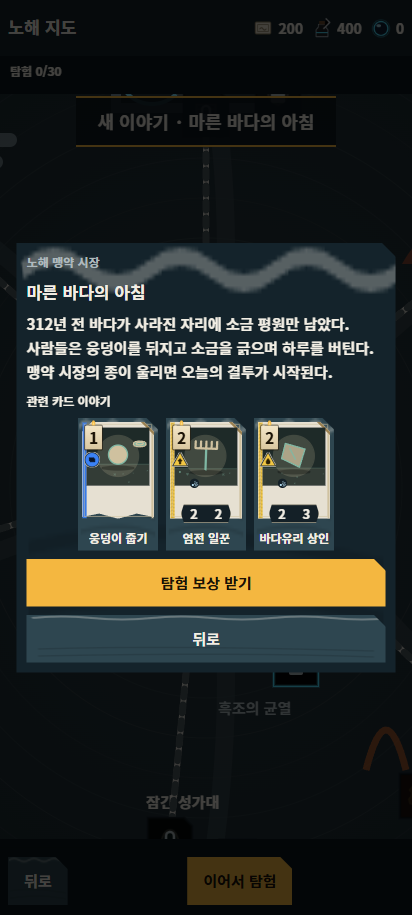 노해 지도
200
400
0
탐험 0/30
새 이야기 · 마른 바다의 아침
노해 맹약 시장
마른 바다의 아침
312년 전 바다가 사라진 자리에 소금 평원만 남았다.
사람들은 웅덩이를 뒤지고 소금을 긁으며 하루를 버틴다.
맹약 시장의 종이 울리면 오늘의 결투가 시작된다.
관련 카드 이야기
1
2
2
2 2
2 3
웅덩이 줍기
염전 일꾼
바다유리 상인
탐험 보상 받기
뒤로
흑조의 균열
잠긴 성가대
뒤로
이어서 탐험